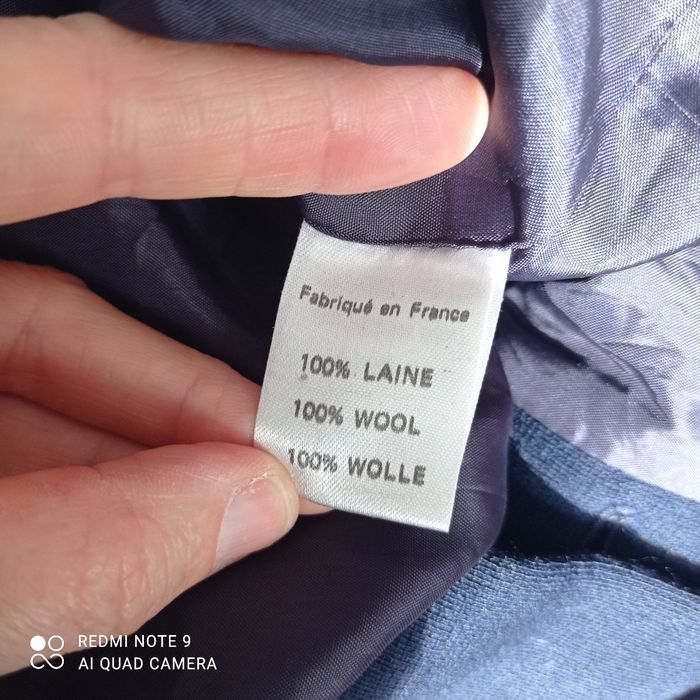 Fabriqué en France
100% LAINE
100% WOOL
100% WOLLE
REDMI NOTE 9
AI QUAD CAMERA